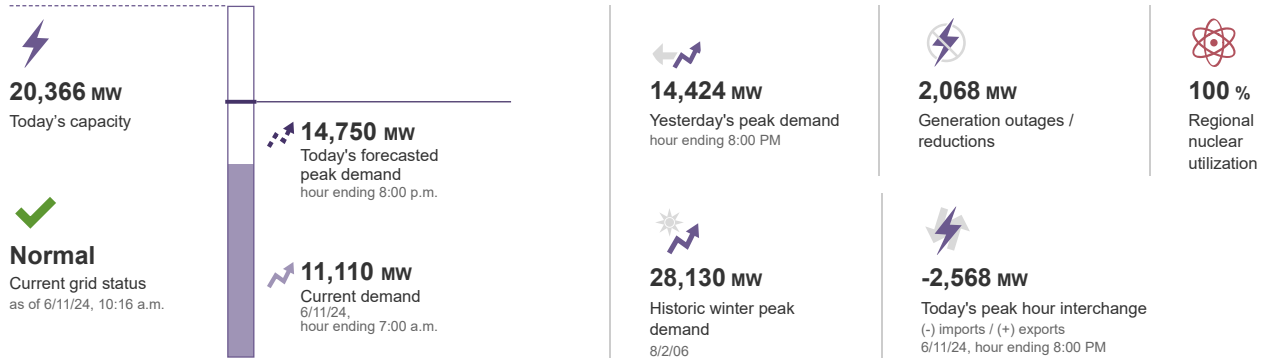 20,366 MW
Today's capacity
Normal
Current grid status
as of 6/11/24, 10:16 a.m.
14,750 MW
Today's forecasted
peak demand
hour ending 8:00 p.m.
11,110 MW
Current demand
6/11/24,
hour ending 7:00 a.m.
14,424 MW
Yesterday's peak demand
hour ending 8:00 PM
2,068 MW
Generation outages /
reductions
100 %
Regional
nuclear
utilization
28,130 MW
Historic winter peak
demand
8/2/06
-2,568 MW
Today's peak hour interchange
(-) imports / (+) exports
6/11/24, hour ending 8:00 PM